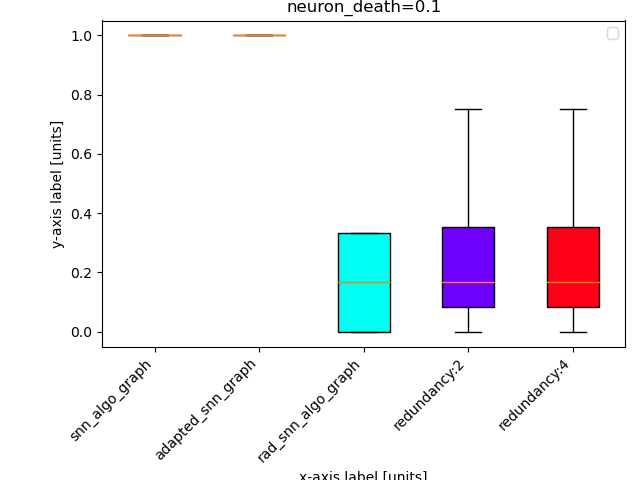 neuron_death=0.1
1.0
0.8
0.6
0.4
0.2
0.0
y-axis label [units]
snn_algo_graph
adapted_snn_graph
rad_snn_algo_graph
redundancy:2
redundancy:4
x-axis label [units]